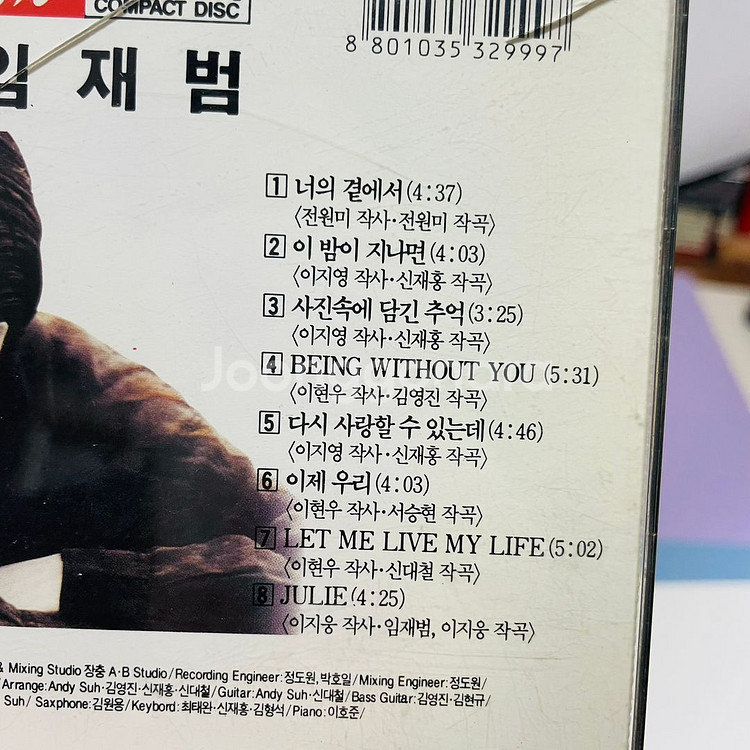 COMPACT DISC
8 801035 329997
임재범
1 너의 곁에서(4:37)
〈전원미 작사·전원미 작곡〉
2 이 밤이 지나면(4:03)
〈이지영 작사·신재홍 작곡〉
3 사진속에 담긴 추억(3:25)
〈이지영 작사·신재홍 작곡〉
4 BEING WITHOUT YOU (5:31)
〈이현우 작사·김영진 작곡〉
5 다시 사랑할 수 있는데(4:46)
〈이지영 작사·신재홍 작곡〉
6 이제 우리(4:03)
〈이현우 작사·서승현 작곡〉
7 LET ME LIVE MY LIFE(5:02)
〈이현우 작사·신대철 작곡〉
8 JULIE(4:25)
〈이지웅 작사·임재범, 이지웅 작곡〉
& Mixing Studio 장충 A·B Studio/Recording Engineer:정도원,박호일/Mixing Engineer:정도원/
Arrange:Andy Suh·김영진·신재홍·신대철/Guitar:Andy Suh·신대철/Bass Guitar:김영진·김현규/
Suh/Saxphone:김원용/Keybord:최태완·신재홍·김형석/Piano:이호준/